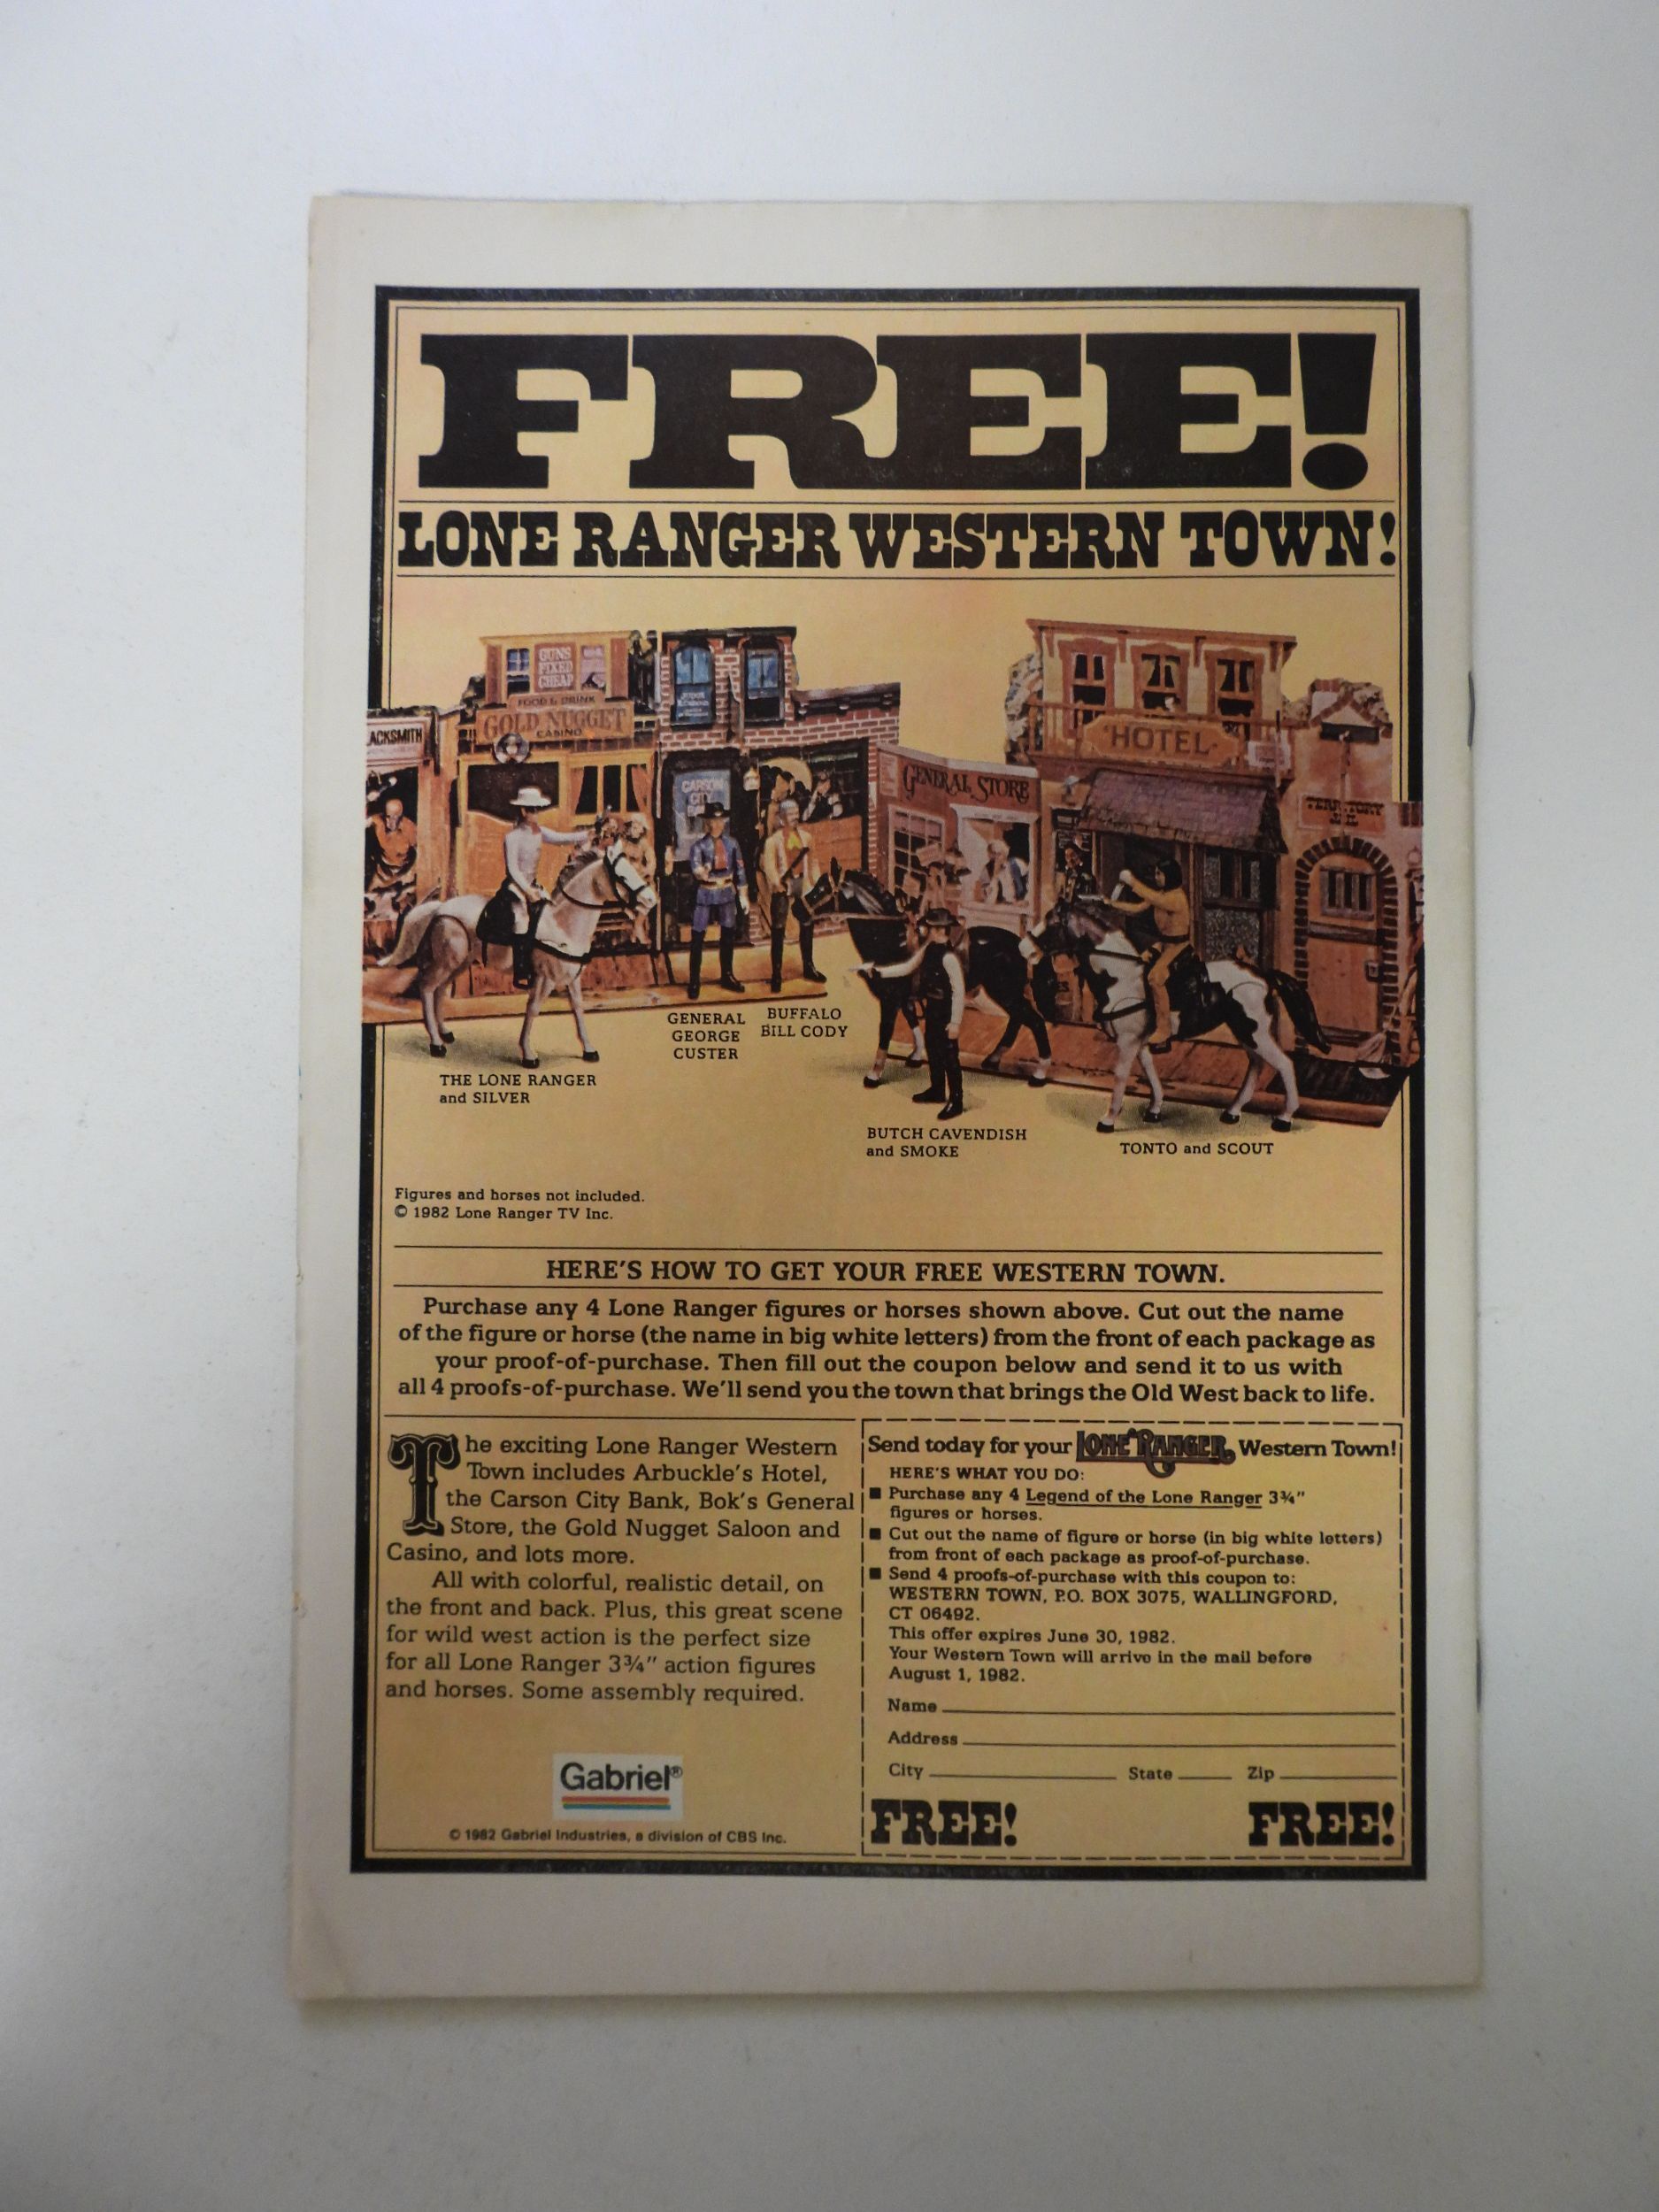 FREE!
LONE RANGER WESTERN TOWN!
GUNS
FIXED
CHEAP
FOOD & DRINK
GOLD NUGGET
CASINO
ACKSMITH
CARSON
CITY
HOTEL
GENERAL STORE
GENERAL
GEORGE
CUSTER
BUFFALO
BILL CODY
THE LONE RANGER
and SILVER
BUTCH CAVENDISH
and SMOKE
TONTO and SCOUT
Figures and horses not included.
© 1982 Lone Ranger TV Inc.
HERE'S HOW TO GET YOUR FREE WESTERN TOWN.
Purchase any 4 Lone Ranger figures or horses shown above. Cut out the name
of the figure or horse (the name in big white letters) from the front of each package as
your proof-of-purchase. Then fill out the coupon below and send it to us with
all 4 proofs-of-purchase. We'll send you the town that brings the Old West back to life.
The exciting Lone Ranger Western
Town includes Arbuckle's Hotel,
the Carson City Bank, Bok's General
Store, the Gold Nugget Saloon and
Casino, and lots more.
All with colorful, realistic detail, on
the front and back. Plus, this great scene
for wild west action is the perfect size
for all Lone Ranger 3¾" action figures
and horses. Some assembly required.
Gabriel®
© 1982 Gabriel Industries, a division of CBS Inc.
Send today for your LONE RANGER Western Town!
HERE'S WHAT YOU DO:
■ Purchase any 4 Legend of the Lone Ranger 3¾"
figures or horses.
■ Cut out the name of figure or horse (in big white letters)
from front of each package as proof-of-purchase.
■ Send 4 proofs-of-purchase with this coupon to:
WESTERN TOWN, P.O. BOX 3075, WALLINGFORD,
CT 06492.
This offer expires June 30, 1982.
Your Western Town will arrive in the mail before
August 1, 1982.
Name
Address
City State Zip
FREE! FREE!